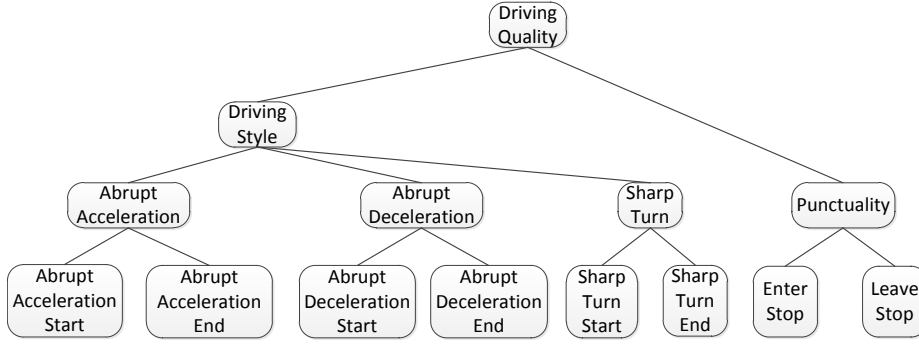 Driving
Quality
Driving
Style
Abrupt
Acceleration
Abrupt
Deceleration
Sharp
Turn
Punctuality
Abrupt
Acceleration
Start
Abrupt
Acceleration
End
Abrupt
Deceleration
Start
Abrupt
Deceleration
End
Sharp
Turn
Start
Sharp
Turn
End
Enter
Stop
Leave
Stop